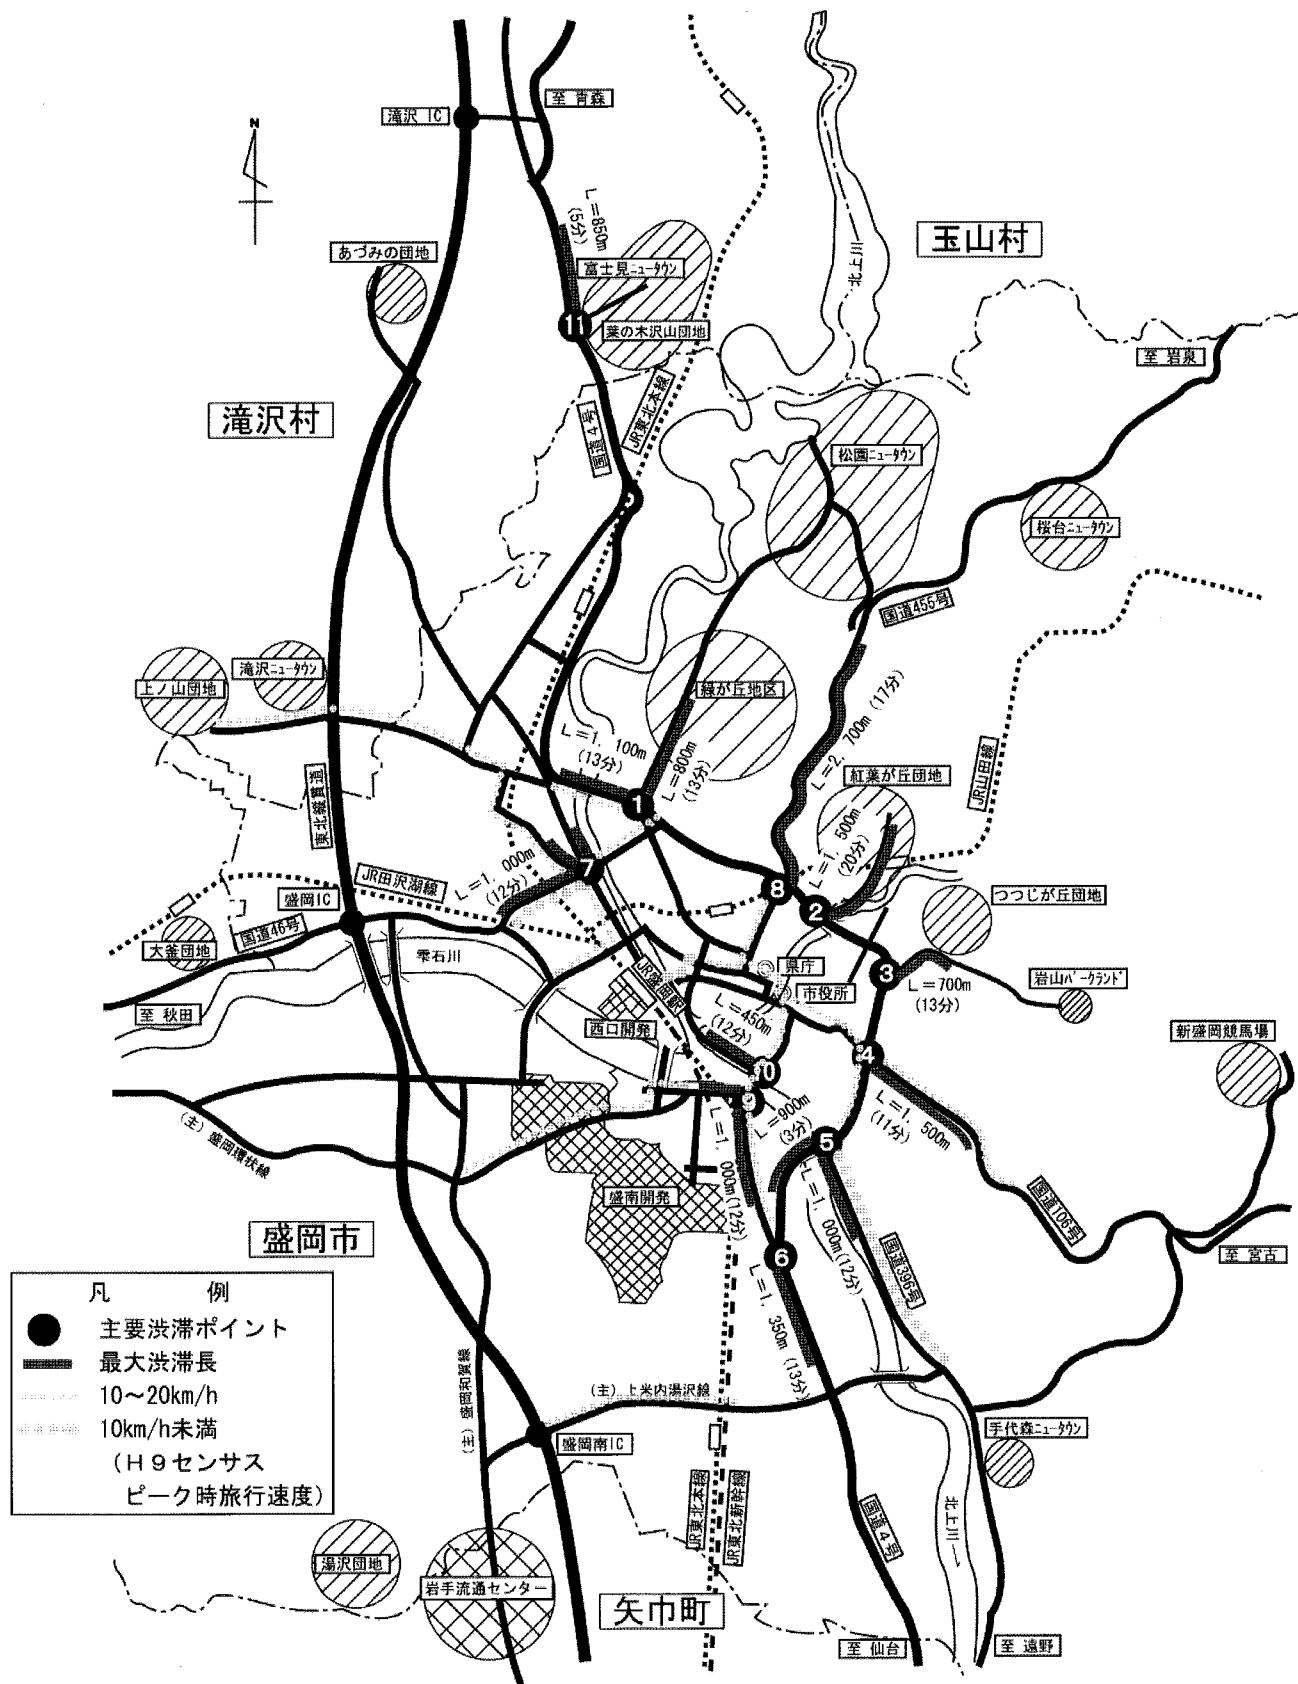 至 青森
滝沢 IC
N
L=850m
(5分)
玉山村
あづみの団地
富士見ニュータウン
北上川
11
葉の木沢山団地
至 岩泉
JR東北本線
滝沢村
国道4号
松園ニュータウン
桜台ニュータウン
国道455号
滝沢ニュータウン
上ノ山団地
緑が丘地区
L=1,100m
(13分)
L=800m
(13分)
L=2,700m (17分)
JR山田線
紅葉が丘団地
東北縦貫道
1
L=1,500m
(20分)
7
L=1,000m
(12分)
JR田沢湖線
盛岡IC
8
2
つつじが丘団地
国道46号
大釜団地
雫石川
JR盛岡駅
県庁
3
岩山パークランド
L=700m
(13分)
市役所
至 秋田
西口開発
L=450m
(12分)
新盛岡競馬場
4
10
9
L=900m
(3分)
L=1,500m
(11分)
(主) 盛岡環状線
5
L=1,000m(12分)
盛南開発
L=1,000m(12分)
国道106号
盛岡市
6
至 宮古
国道396号
L=1,350m(13分)
凡 例
主要渋滞ポイント
最大渋滞長
10～20km/h
10km/h未満
(H9センサス
ピーク時旅行速度)
(主) 盛岡和賀線
(主) 上米内湯沢線
盛岡南IC
手代森ニュータウン
JR東北本線
JR東北新幹線
国道4号
北上川
湯沢団地
岩手流通センター
矢巾町
至 仙台
至 遠野